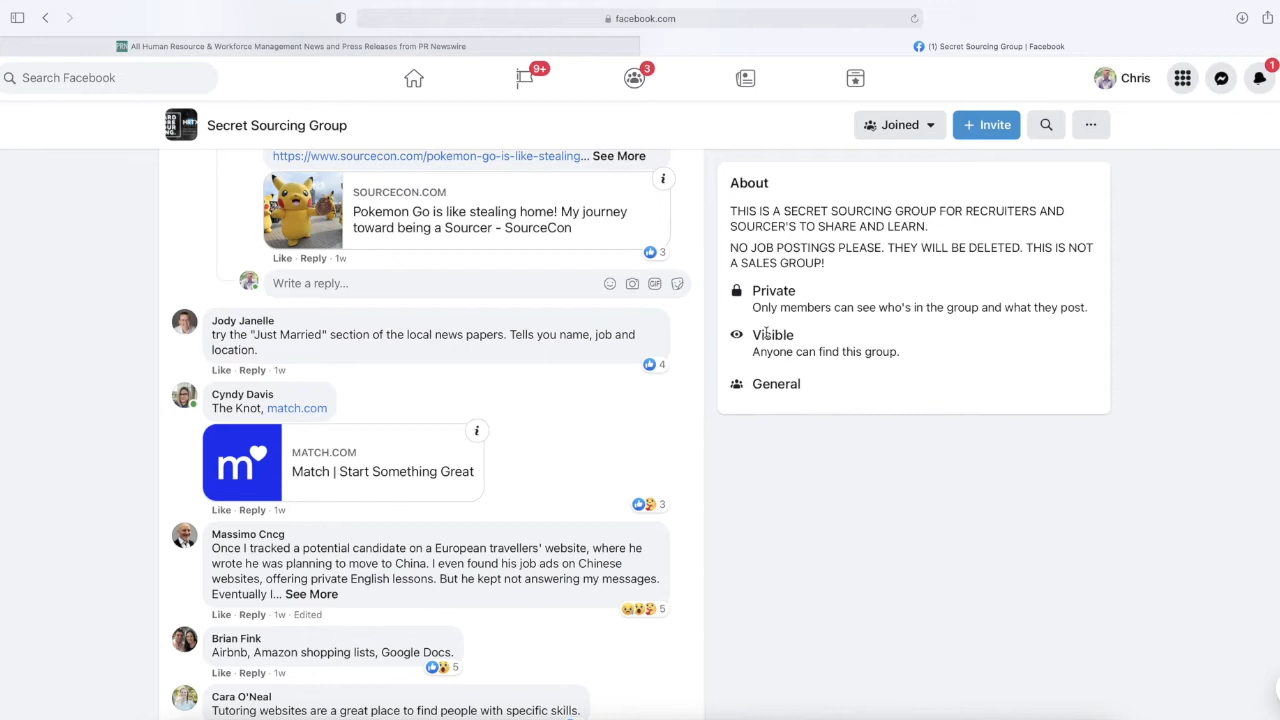 facebook.com
All Human Resource & Workforce Management News and Press Releases from PR Newswire
(1) Secret Sourcing Group | Facebook
Search Facebook
9+
3
Chris
1
Secret Sourcing Group
Joined
+ Invite
https://www.sourcecon.com/pokemon-go-is-like-stealing... See More
SOURCECON.COM
Pokemon Go is like stealing home! My journey
toward being a Sourcer - SourceCon
Like · Reply · 1w
3
Write a reply...
GIF
Jody Janelle
try the "Just Married" section of the local news papers. Tells you name, job and
location.
Like · Reply · 1w
4
Cyndy Davis
The Knot, match.com
m
MATCH.COM
Match | Start Something Great
Like · Reply · 1w
3
Massimo Cncg
Once I tracked a potential candidate on a European travellers' website, where he
wrote he was planning to move to China. I even found his job ads on Chinese
websites, offering private English lessons. But he kept not answering my messages.
Eventually I... See More
Like · Reply · 1w · Edited
5
Brian Fink
Airbnb, Amazon shopping lists, Google Docs.
Like · Reply · 1w
5
Cara O'Neal
Tutoring websites are a great place to find people with specific skills.
About
THIS IS A SECRET SOURCING GROUP FOR RECRUITERS AND
SOURCER'S TO SHARE AND LEARN.
NO JOB POSTINGS PLEASE. THEY WILL BE DELETED. THIS IS NOT
A SALES GROUP!
Private
Only members can see who's in the group and what they post.
Visible
Anyone can find this group.
General